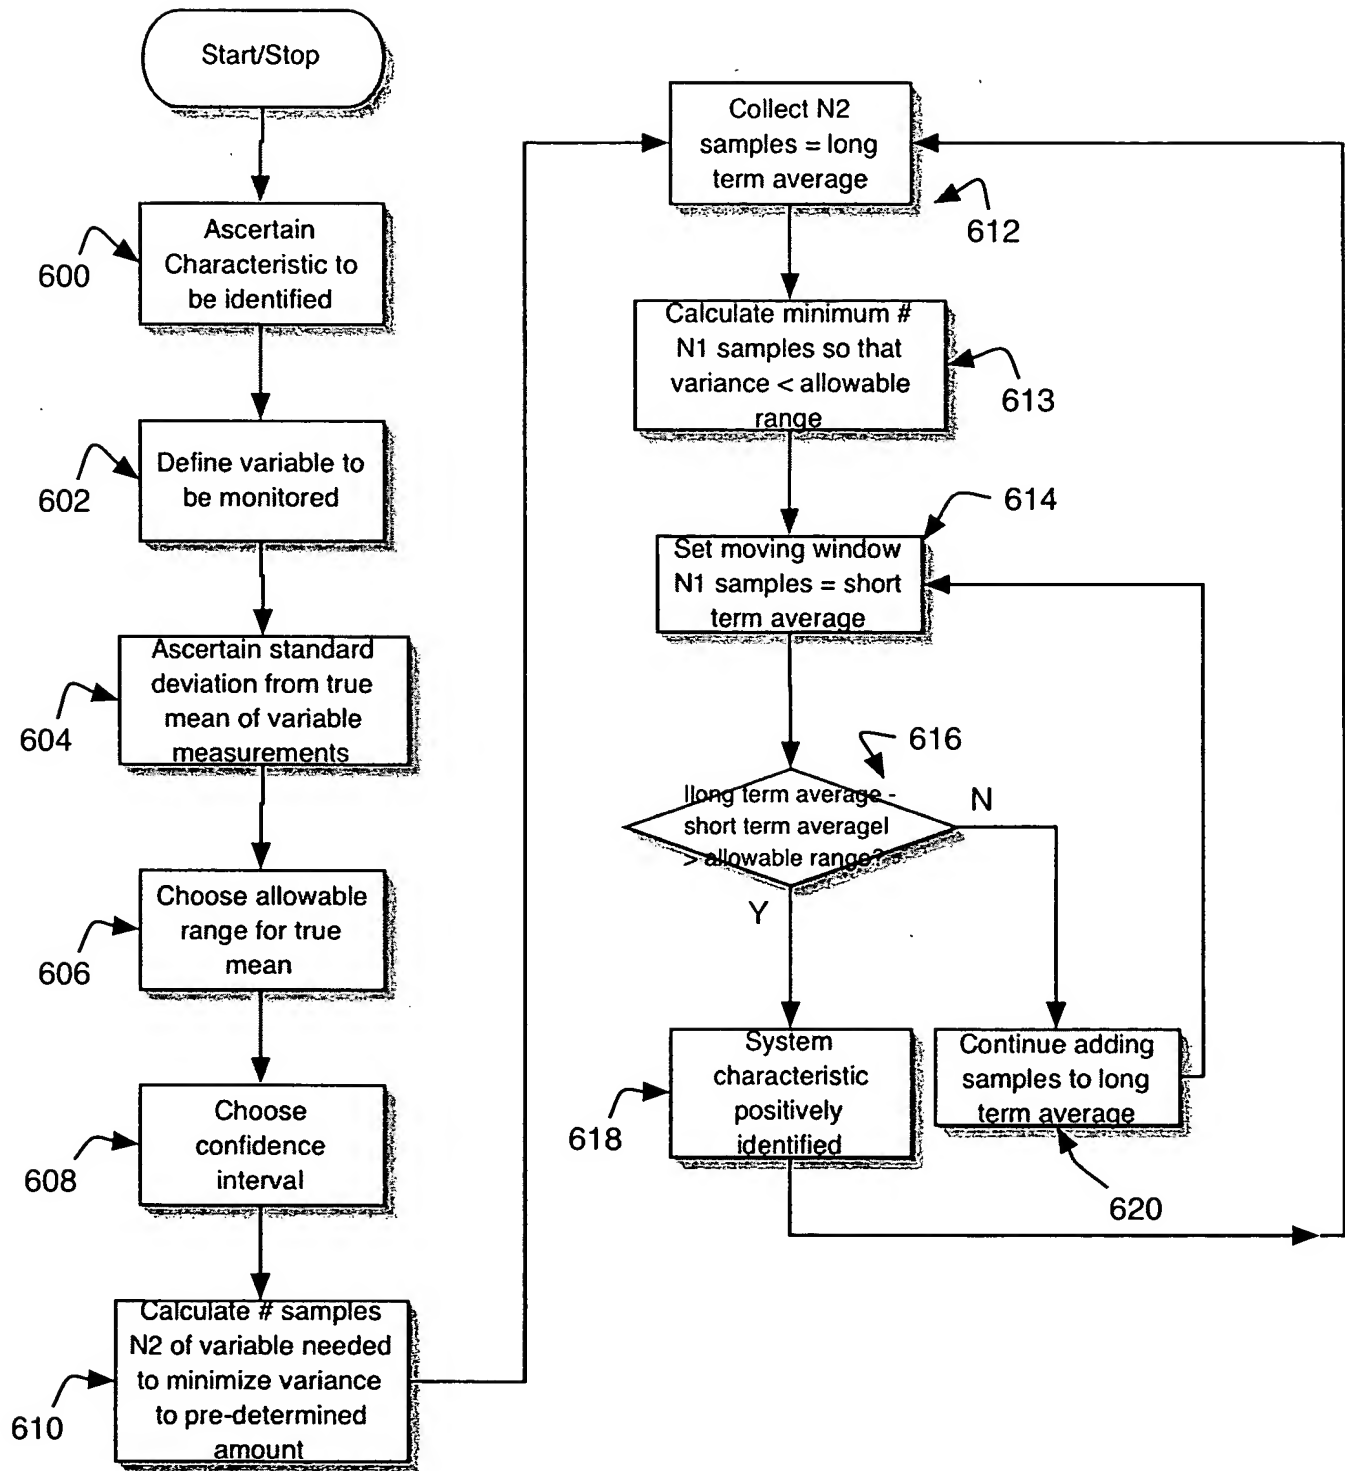 Start/Stop
600
Ascertain
Characteristic to
be identified
602
Define variable to
be monitored
604
Ascertain standard
deviation from true
mean of variable
measurements
606
Choose allowable
range for true
mean
608
Choose
confidence
interval
610
Calculate # samples
N2 of variable needed
to minimize variance
to pre-determined
amount
Collect N2
samples = long
term average
612
Calculate minimum #
N1 samples so that
variance < allowable
range
613
614
Set moving window
N1 samples = short
term average
616
|long term average -
short term average|
> allowable range?
N
Y
618
System
characteristic
positively
identified
Continue adding
samples to long
term average
620